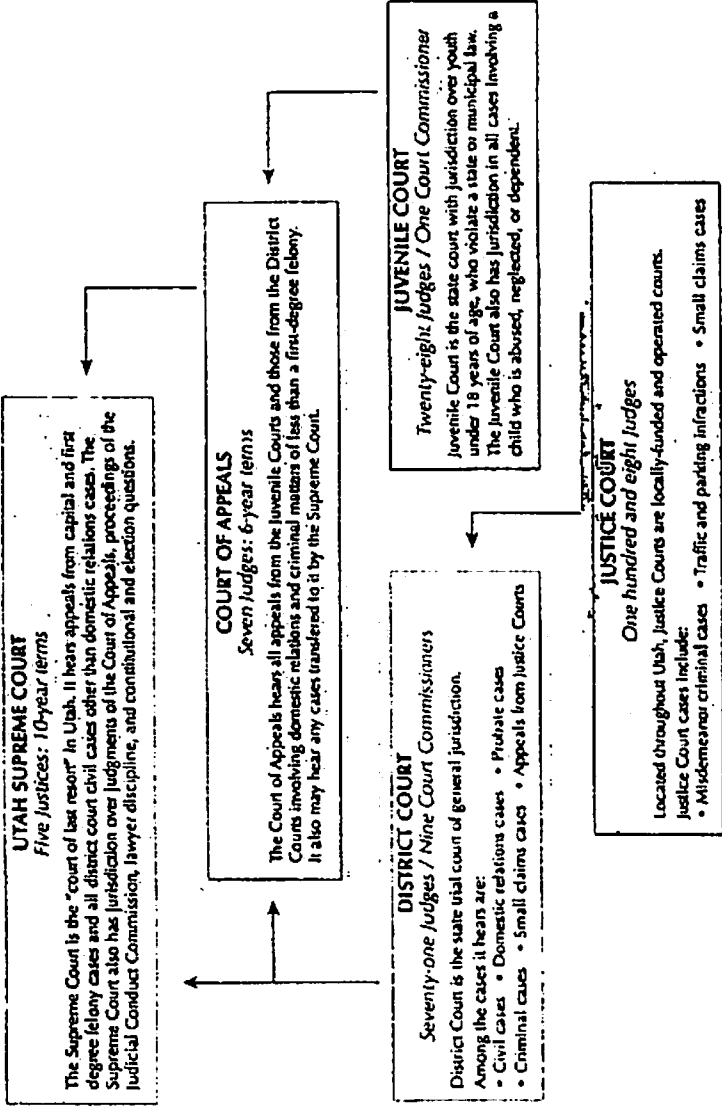 UTAH SUPREME COURT
Five Justices: 10-year terms
The Supreme Court is the "court of last resort" in Utah. It hears appeals from capital and first
degree felony cases and all district court civil cases other than domestic relations cases. The
Supreme Court also has jurisdiction over judgments of the Court of Appeals, proceedings of the
Judicial Conduct Commission, lawyer discipline, and constitutional and election questions.
COURT OF APPEALS
Seven Judges: 6-year terms
The Court of Appeals hears all appeals from the Juvenile Courts and those from the District
Courts involving domestic relations and criminal matters of less than a first-degree felony.
It also may hear any cases transferred to it by the Supreme Court.
DISTRICT COURT
Seventy-one Judges / Nine Court Commissioners
District Court is the state trial court of general jurisdiction.
Among the cases it hears are:
• Civil cases • Domestic relations cases • Probate cases
• Criminal cases • Small claims cases • Appeals from Justice Courts
JUVENILE COURT
Twenty-eight Judges / One Court Commissioner
Juvenile Court is the state court with jurisdiction over youth
under 18 years of age, who violate a state or municipal law.
The Juvenile Court also has jurisdiction in all cases involving a
child who is abused, neglected, or dependent.
JUSTICE COURT
One hundred and eight Judges
Located throughout Utah, Justice Courts are locally-funded and operated courts.
Justice Court cases include:
• Misdemeanor criminal cases • Traffic and parking infractions • Small claims cases